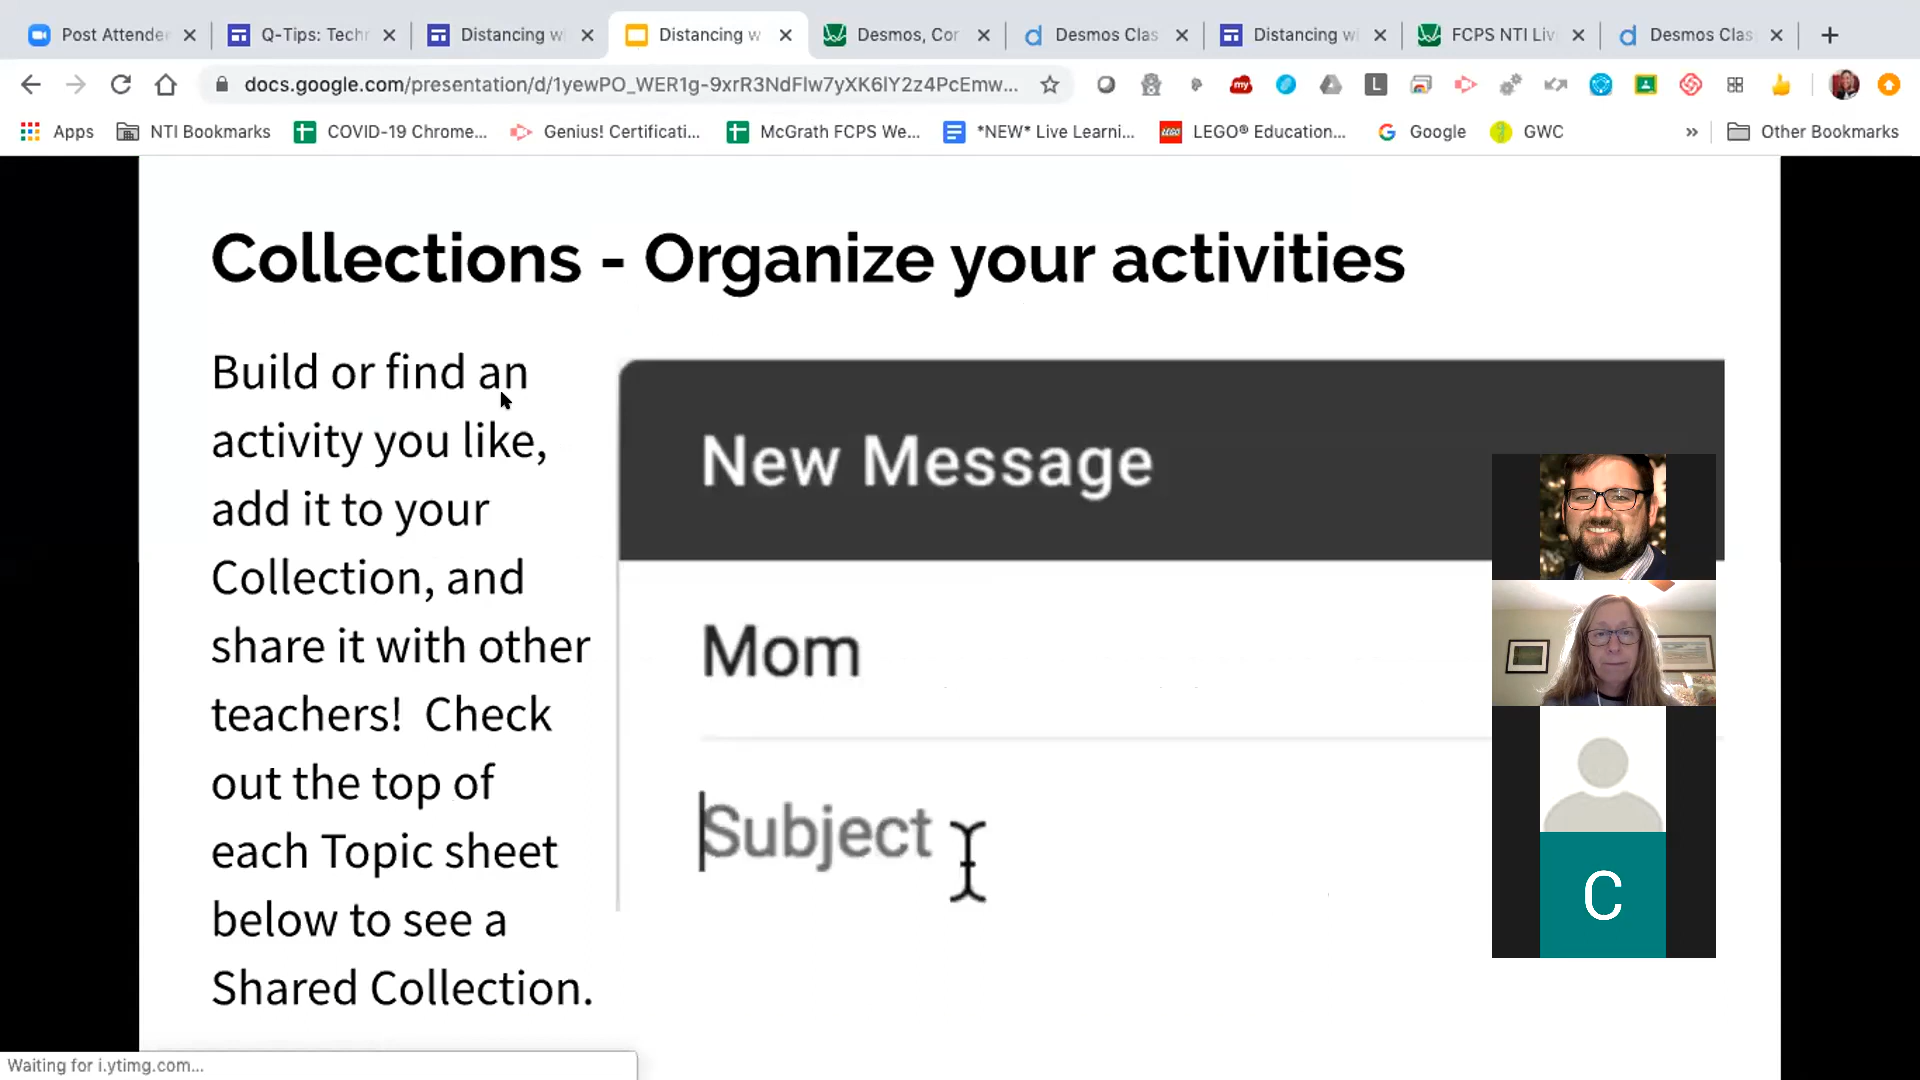 Post Attende
Q-Tips: Techn
Distancing w
Distancing w
Desmos, Cor
Desmos Clas
Distancing w
FCPS NTI Liv
Desmos Clas
docs.google.com/presentation/d/1yewPO_WER1g-9xrR3NdFlw7yXK6lY2z4PcEmw...
my
L
Apps
NTI Bookmarks
COVID-19 Chrome...
Genius! Certificati...
McGrath FCPS We...
*NEW* Live Learni...
LEGO
LEGO® Education...
Google
GWC
»
Other Bookmarks
Collections - Organize your activities
Build or find an
activity you like,
add it to your
Collection, and
share it with other
teachers! Check
out the top of
each Topic sheet
below to see a
Shared Collection.
New Message
Mom
Subject
C
Waiting for i.ytimg.com...